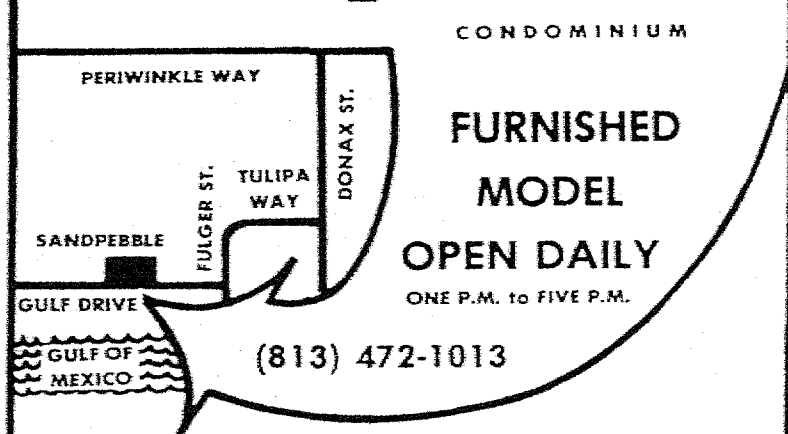 CONDOMINIUM
PERIWINKLE WAY
DONAX ST.
FURNISHED
MODEL
OPEN DAILY
ONE P.M. to FIVE P.M.
TULIPA
WAY
FULGER ST.
SANDPEBBLE
GULF DRIVE
GULF OF
MEXICO
(813) 472-1013